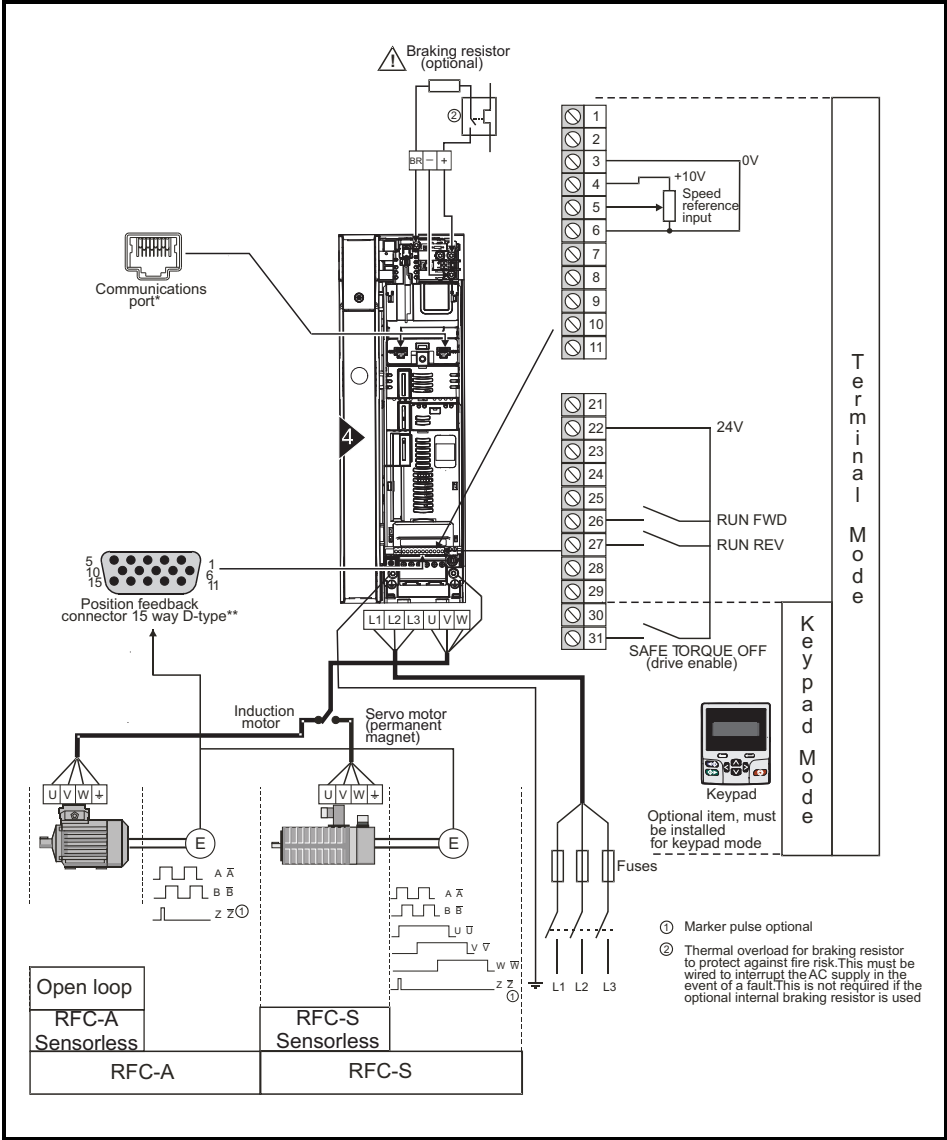 Braking resistor
(optional)
2
BR − +
1
2
3
4
5
6
7
8
9
10
11
0V
+10V
Speed
reference
input
Communications
port*
4
21
22
23
24
25
26
27
28
29
30
31
24V
RUN FWD
RUN REV
SAFE TORQUE OFF
(drive enable)
Terminal Mode
Keypad Mode
5
10
15
1
6
11
Position feedback
connector 15 way D-type**
L1 L2 L3 U V W
Induction
motor
Servo motor
(permanent
magnet)
U V W
U V W
E
E
A A̅
B B̅
Z Z̅ 1
A A̅
B B̅
U U̅
V V̅
W W̅
Z Z̅
1
Keypad
Optional item, must
be installed
for keypad mode
Fuses
L1 L2 L3
1 Marker pulse optional
2 Thermal overload for braking resistor
to protect against fire risk.This must be
wired to interrupt the AC supply in the
event of a fault.This is not required if the
optional internal braking resistor is used
Open loop
RFC-A
Sensorless
RFC-A
RFC-S
Sensorless
RFC-S